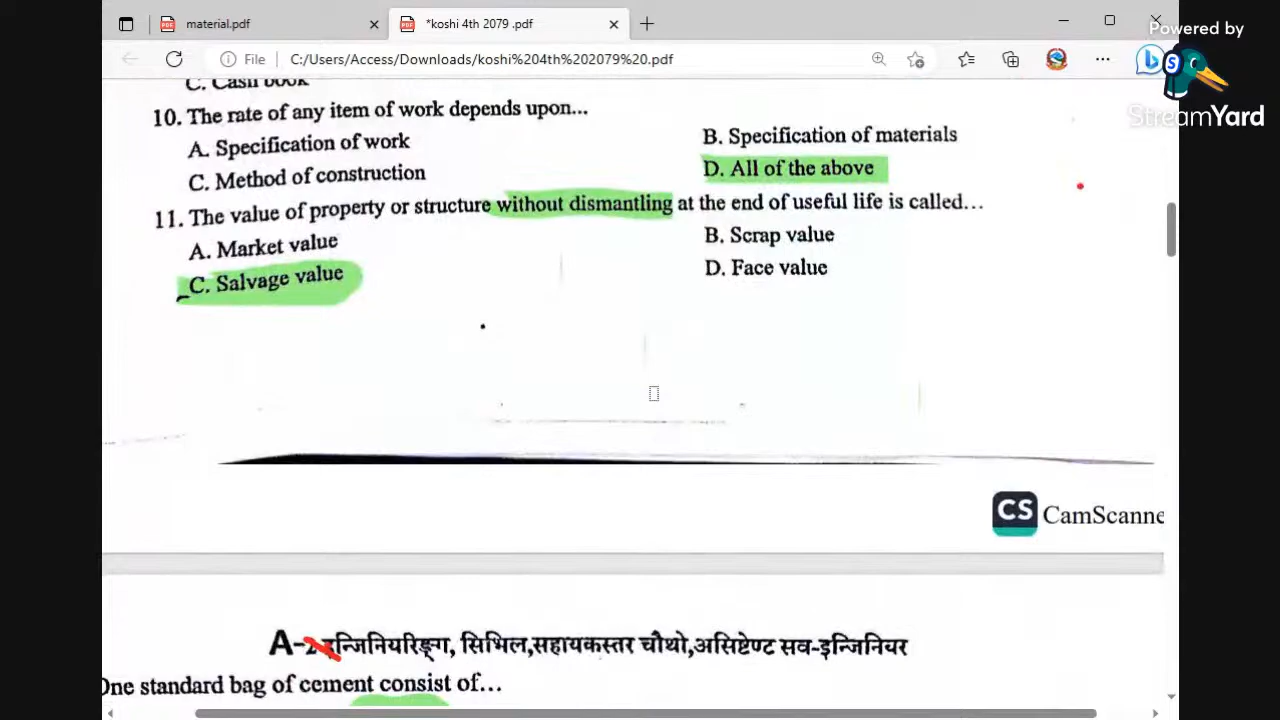 material.pdf
*koshi 4th 2079 .pdf
Powered by
File
C:/Users/Access/Downloads/koshi%204th%202079%20.pdf
StreamYard
C. Cash book
10. The rate of any item of work depends upon...
A. Specification of work
B. Specification of materials
C. Method of construction
D. All of the above
11. The value of property or structure without dismantling at the end of useful life is called...
A. Market value
B. Scrap value
C. Salvage value
D. Face value
CS CamScanne
A-2 इन्जिनियरिङ्ग, सिभिल,सहायकस्तर चौथो,असिष्टेण्ट सव-इन्जिनियर
One standard bag of cement consist of...